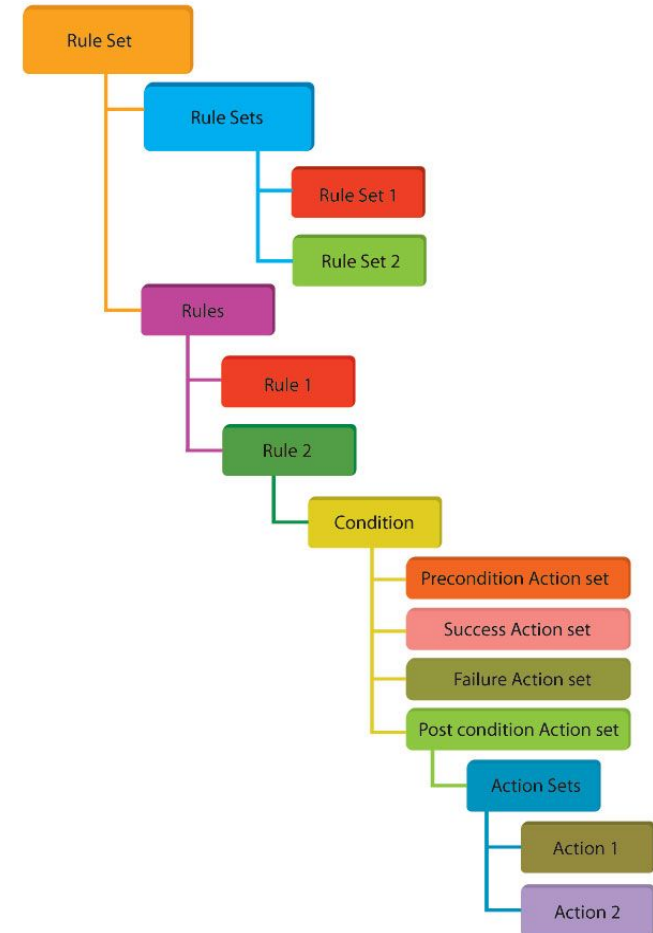 Rule Set
Rule Sets
Rule Set 1
Rule Set 2
Rules
Rule 1
Rule 2
Condition
Precondition Action set
Success Action set
Failure Action set
Post condition Action set
Action Sets
Action 1
Action 2